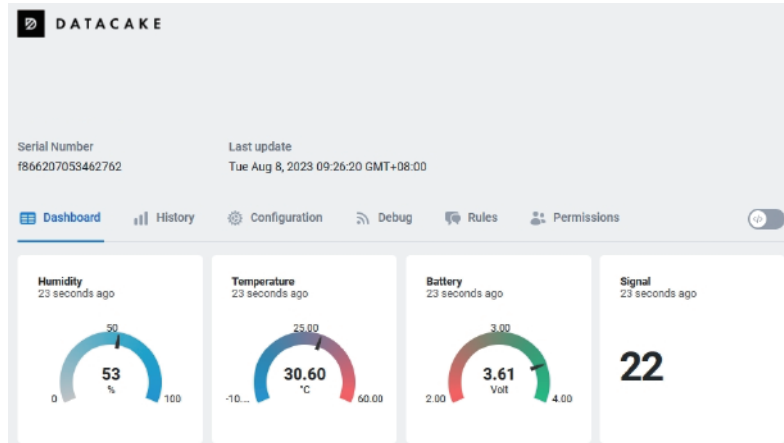 DATACAKE
Serial Number
f866207053462762
Last update
Tue Aug 8, 2023 09:26:20 GMT+08:00
Dashboard History Configuration Debug Rules Permissions
Humidity
23 seconds ago
50
53
%
0 100
Temperature
23 seconds ago
25.00
30.60
°C
-10... 60.00
Battery
23 seconds ago
3.00
3.61
Volt
2.00 4.00
Signal
23 seconds ago
22